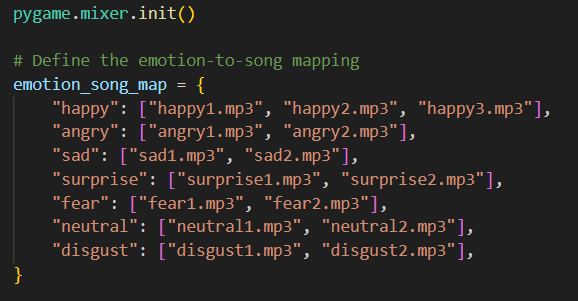 pygame.mixer.init()
# Define the emotion-to-song mapping
emotion_song_map = {
    "happy": ["happy1.mp3", "happy2.mp3", "happy3.mp3"],
    "angry": ["angry1.mp3", "angry2.mp3"],
    "sad": ["sad1.mp3", "sad2.mp3"],
    "surprise": ["surprise1.mp3", "surprise2.mp3"],
    "fear": ["fear1.mp3", "fear2.mp3"],
    "neutral": ["neutral1.mp3", "neutral2.mp3"],
    "disgust": ["disgust1.mp3", "disgust2.mp3"],
}